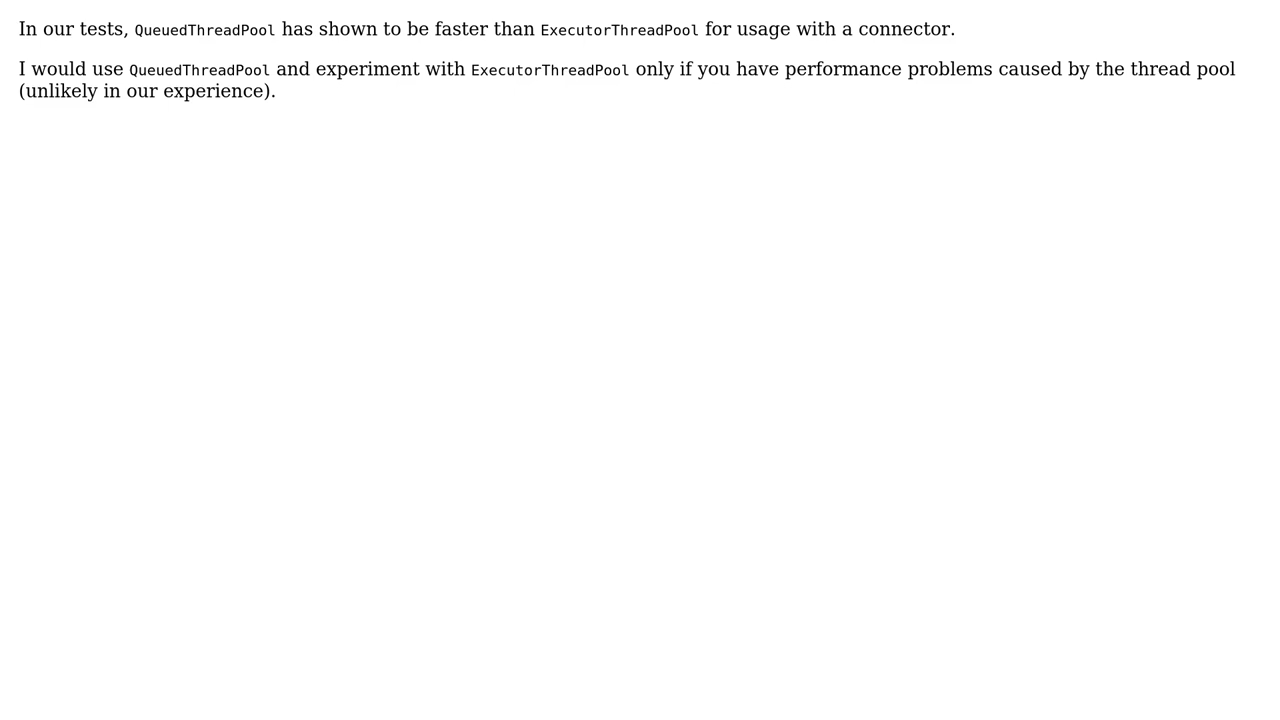 In our tests, QueuedThreadPool has shown to be faster than ExecutorThreadPool for usage with a connector.
I would use QueuedThreadPool and experiment with ExecutorThreadPool only if you have performance problems caused by the thread pool
(unlikely in our experience).